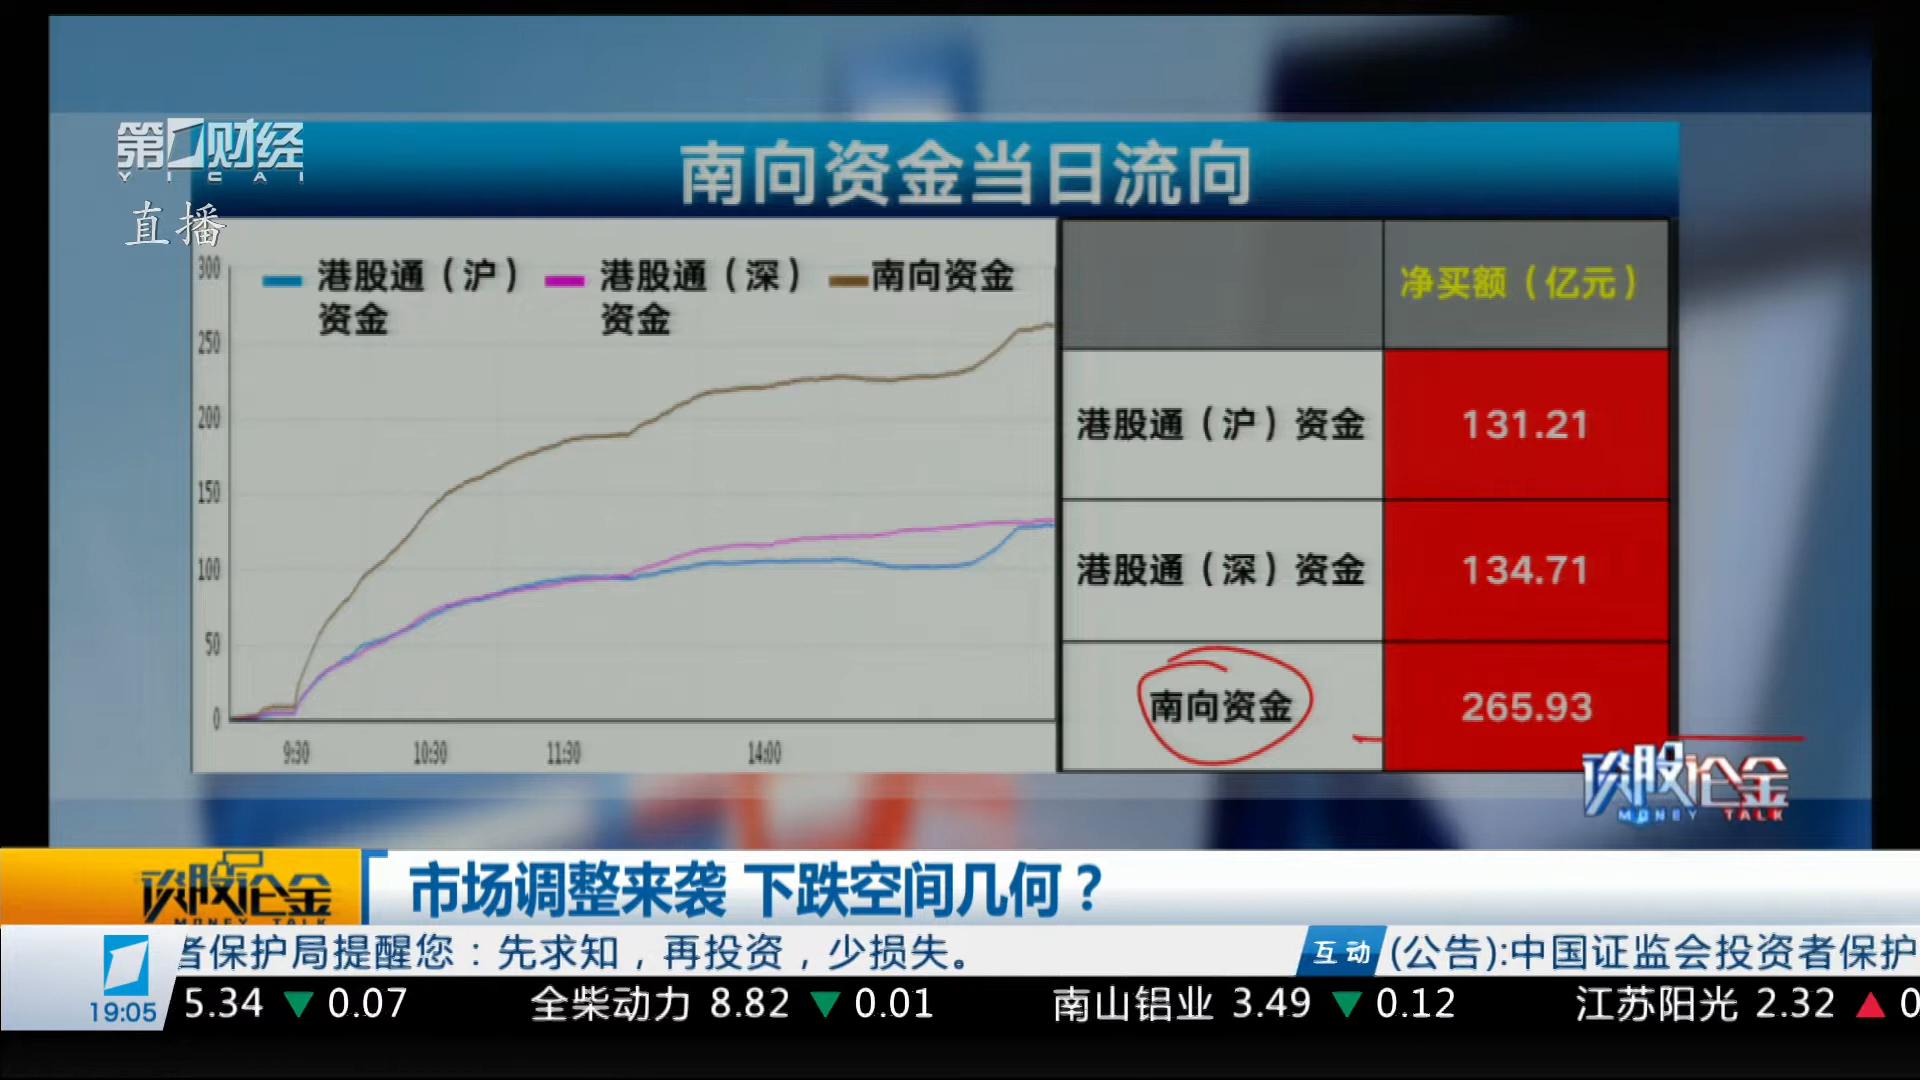 第1财经
YICAI
直播
南向资金当日流向
港股通（沪）资金
港股通（深）资金
南向资金
300
250
200
150
100
50
0
9:30 10:30 11:30 14:00
净买额（亿元）
港股通（沪）资金 131.21
港股通（深）资金 134.71
南向资金 265.93
谈股论金
MONEY TALK
谈股论金
MONEY TALK
市场调整来袭 下跌空间几何？
者保护局提醒您：先求知，再投资，少损失。 互动 (公告):中国证监会投资者保护
19:05
5.34 ▼ 0.07 全柴动力 8.82 ▼ 0.01 南山铝业 3.49 ▼ 0.12 江苏阳光 2.32 ▲ 0